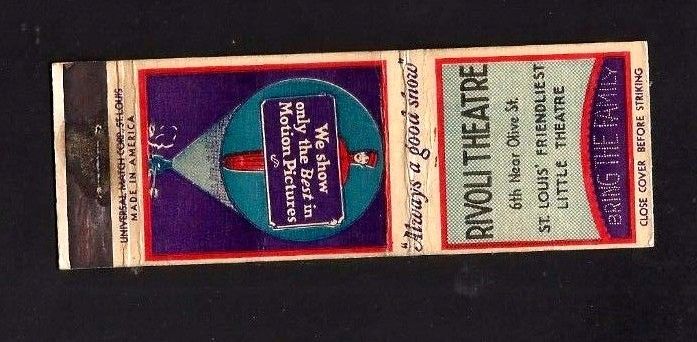 RIVOLI THEATRE
6th Near Olive St.
ST. LOUIS' FRIENDLIEST
LITTLE THEATRE
BRING THE FAMILY
CLOSE COVER BEFORE STRIKING
"Always a good show"
We show
only the Best in
Motion Pictures
UNIVERSAL MATCH CORP., ST. LOUIS
MADE IN AMERICA